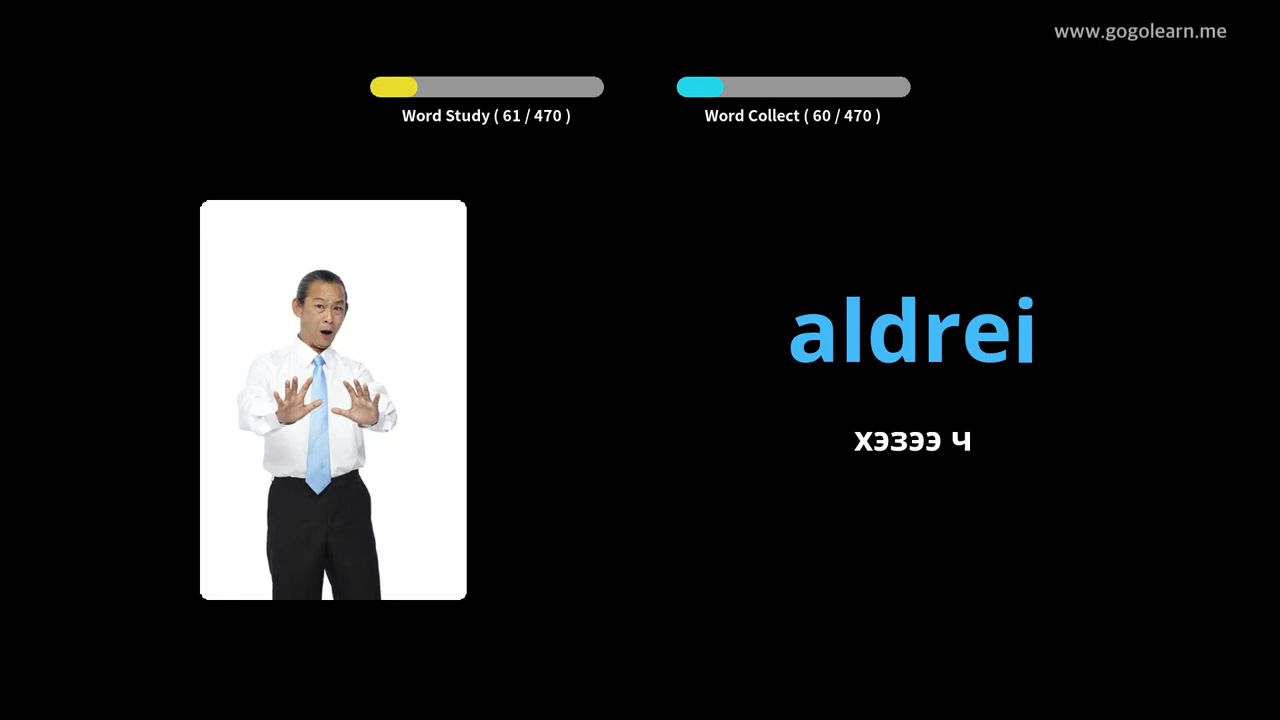 www.gogolearn.me
Word Study ( 61 / 470 )
Word Collect ( 60 / 470 )
aldrei
хэзээ ч